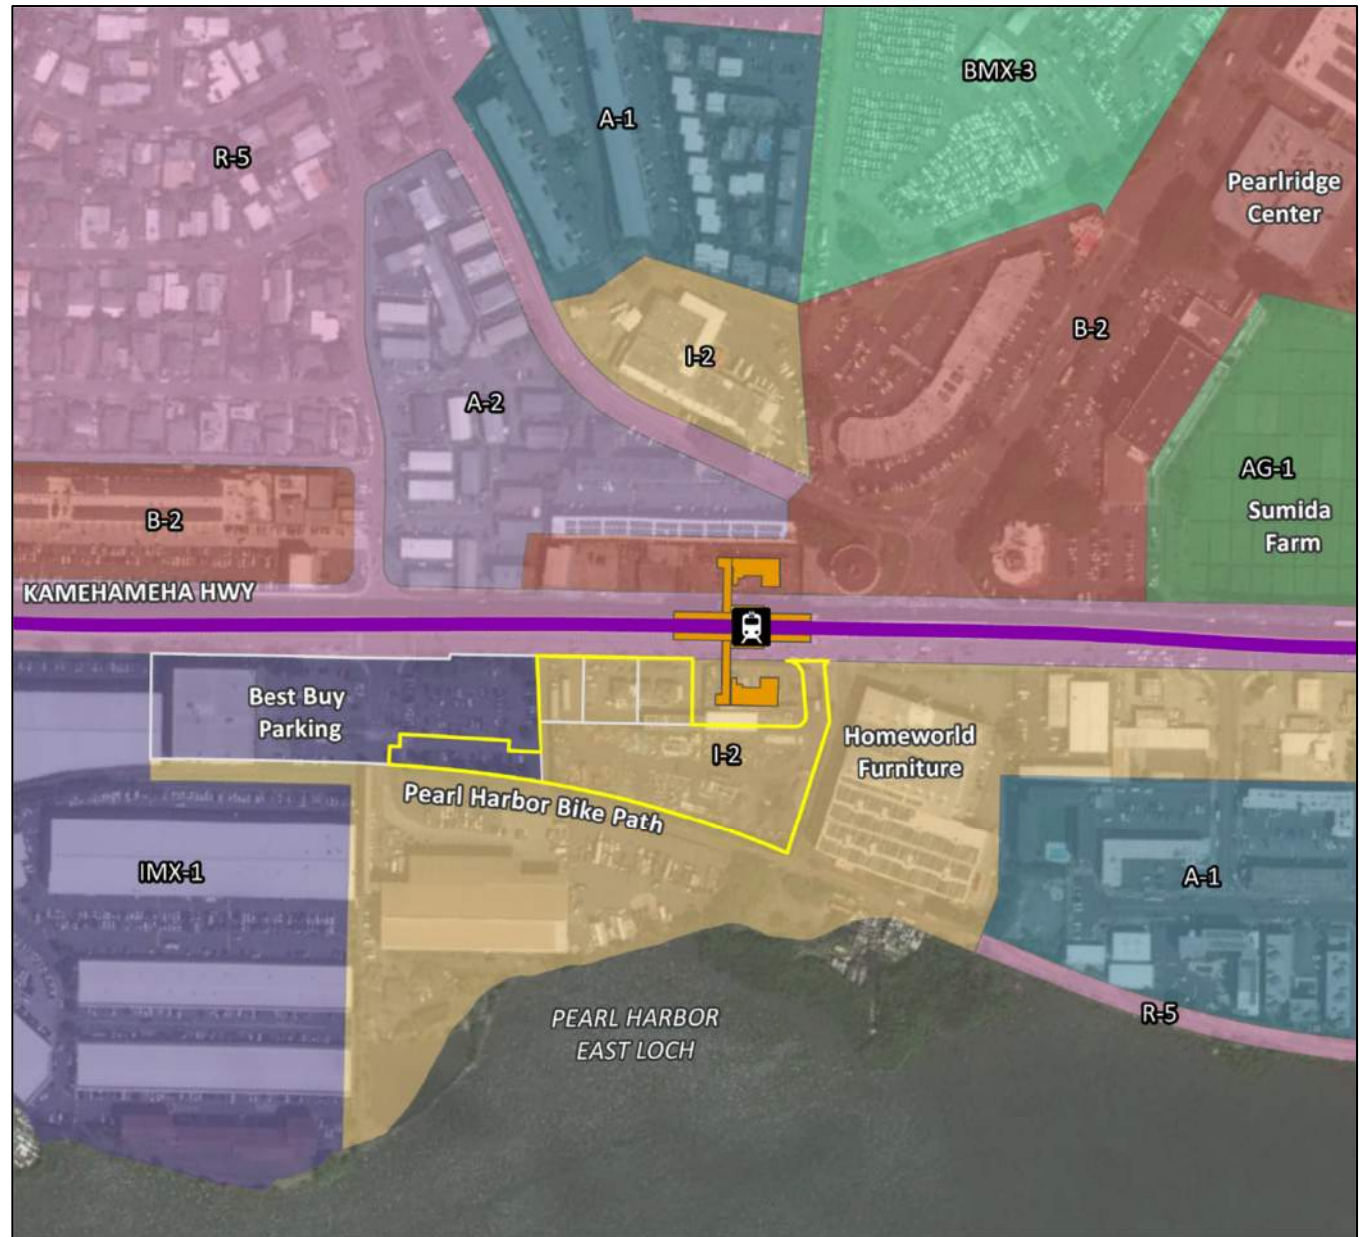 BMX-3
A-1
R-5
Pearlridge
Center
B-2
I-2
A-2
AG-1
Sumida
Farm
B-2
KAMEHAMEHA HWY
Best Buy
Parking
Homeworld
Furniture
I-2
Pearl Harbor Bike Path
IMX-1
A-1
R-5
PEARL HARBOR
EAST LOCH